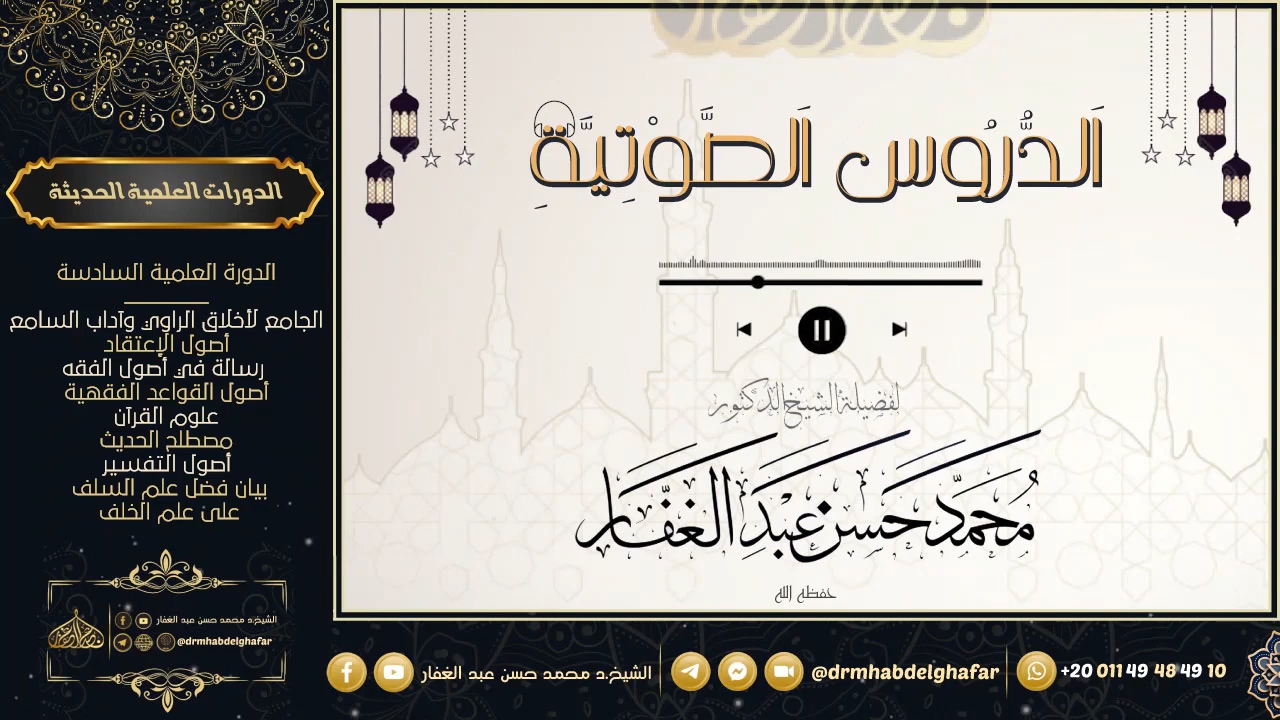 الدورات العلمية الحديثة
الدورة العلمية السادسة
الجامع لأخلاق الراوي وآداب السامع
أصول الإعتقاد
رسالة في أصول الفقه
أصول القواعد الفقهية
علوم القرآن
مصطلح الحديث
أصول التفسير
بيان فضل علم السلف
على علم الخلف
الشيخ.د محمد حسن عبد الغفار
@drmhabdelghafar
الدُّرُوس الصَّوْتِيَّة
لفضيلة الشيخ الدكتور
مُحَمَّد حَسَن عَبْدِ الغَفَّار
حفظه الله
الشيخ.د محمد حسن عبد الغفار
@drmhabdelghafar
+20 011 49 48 49 10